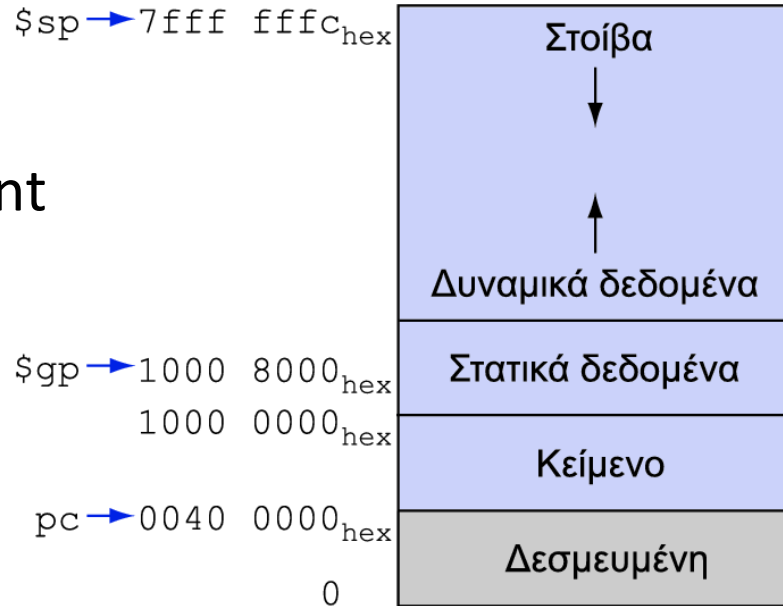 $sp 7fff fffc hex Στοίβα
nt
Δυναμικά δεδομένα
$gp 1000 8000 hex Στατικά δεδομένα
1000 0000 hex
Κείμενο
pc 0040 0000 hex
Δεσμευμένη
0